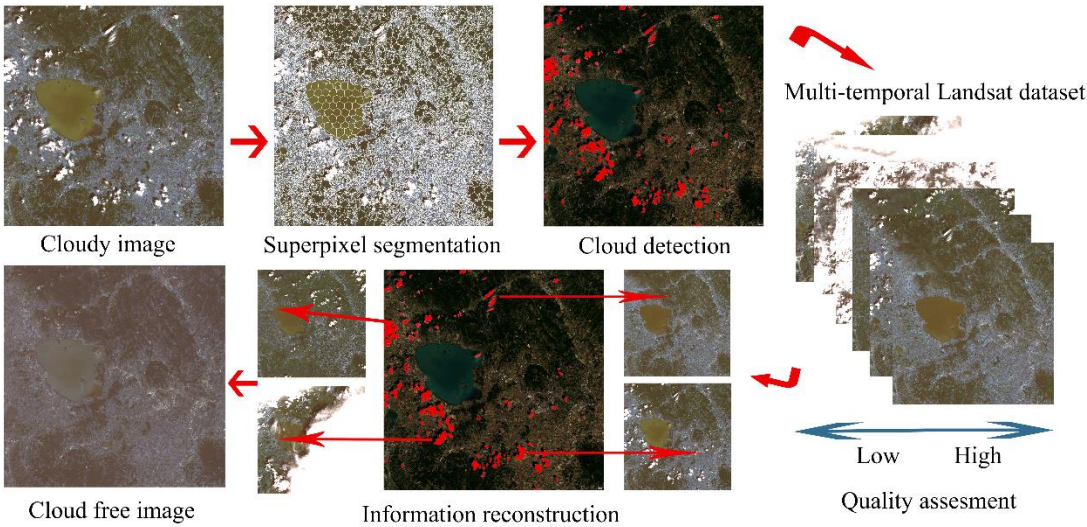 Cloudy image
Superpixel segmentation
Cloud detection
Multi-temporal Landsat dataset
Low High
Quality assesment
Cloud free image
Information reconstruction